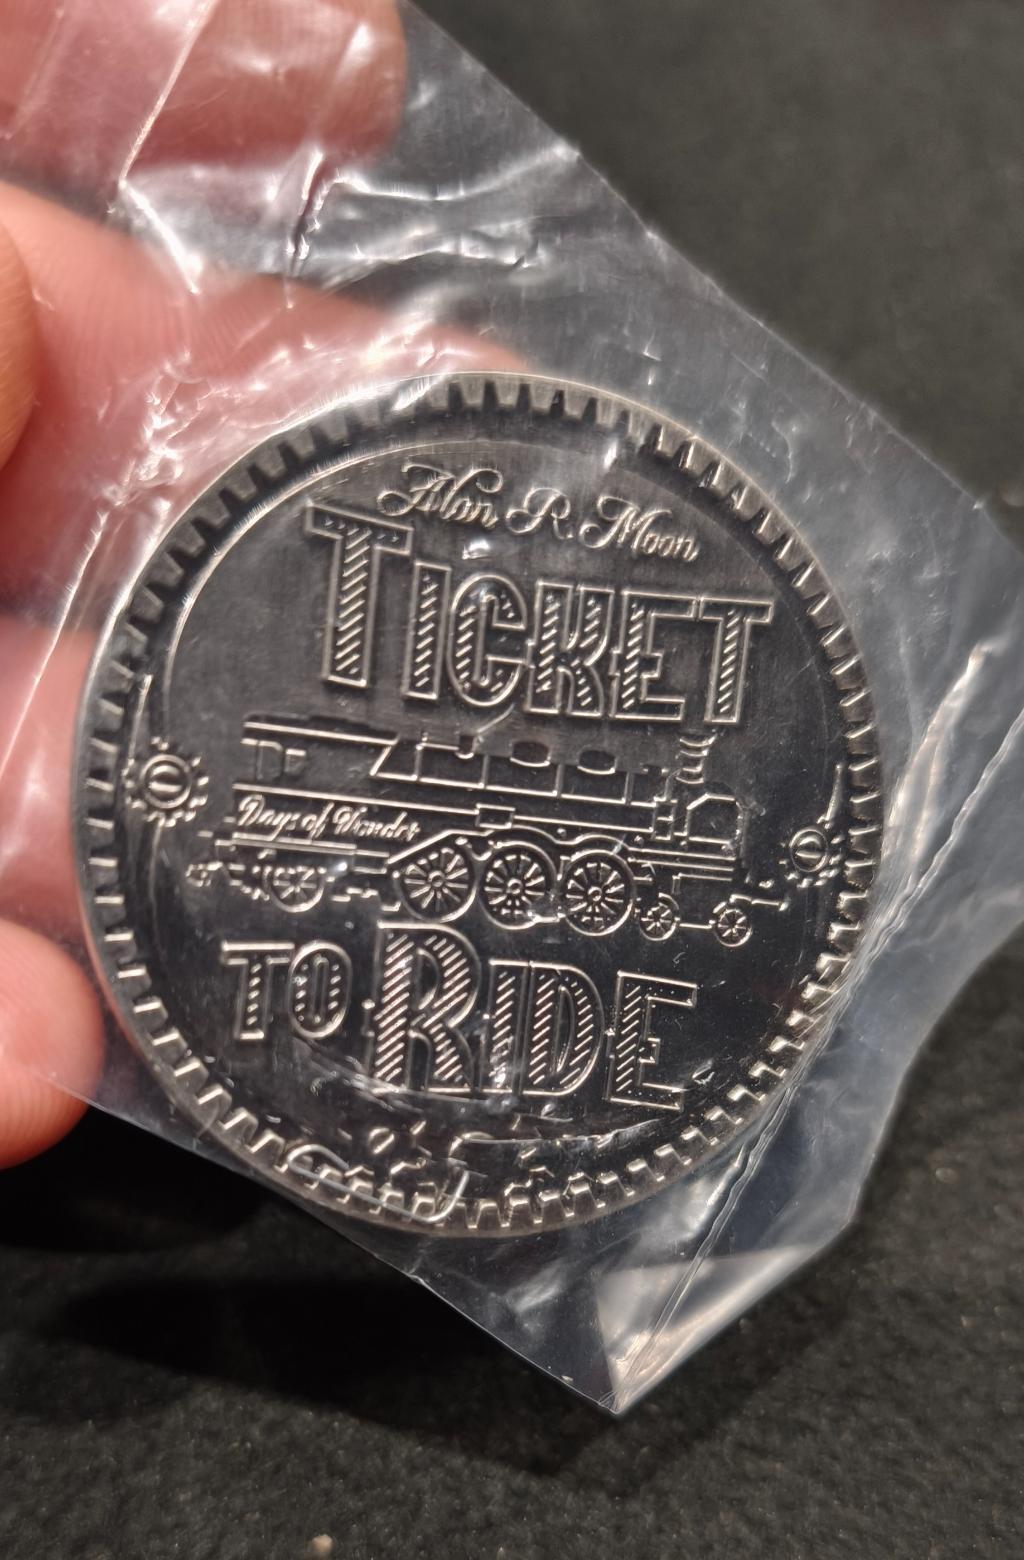 Alan R. Moon
TICKET
Days of Wonder
TO RIDE